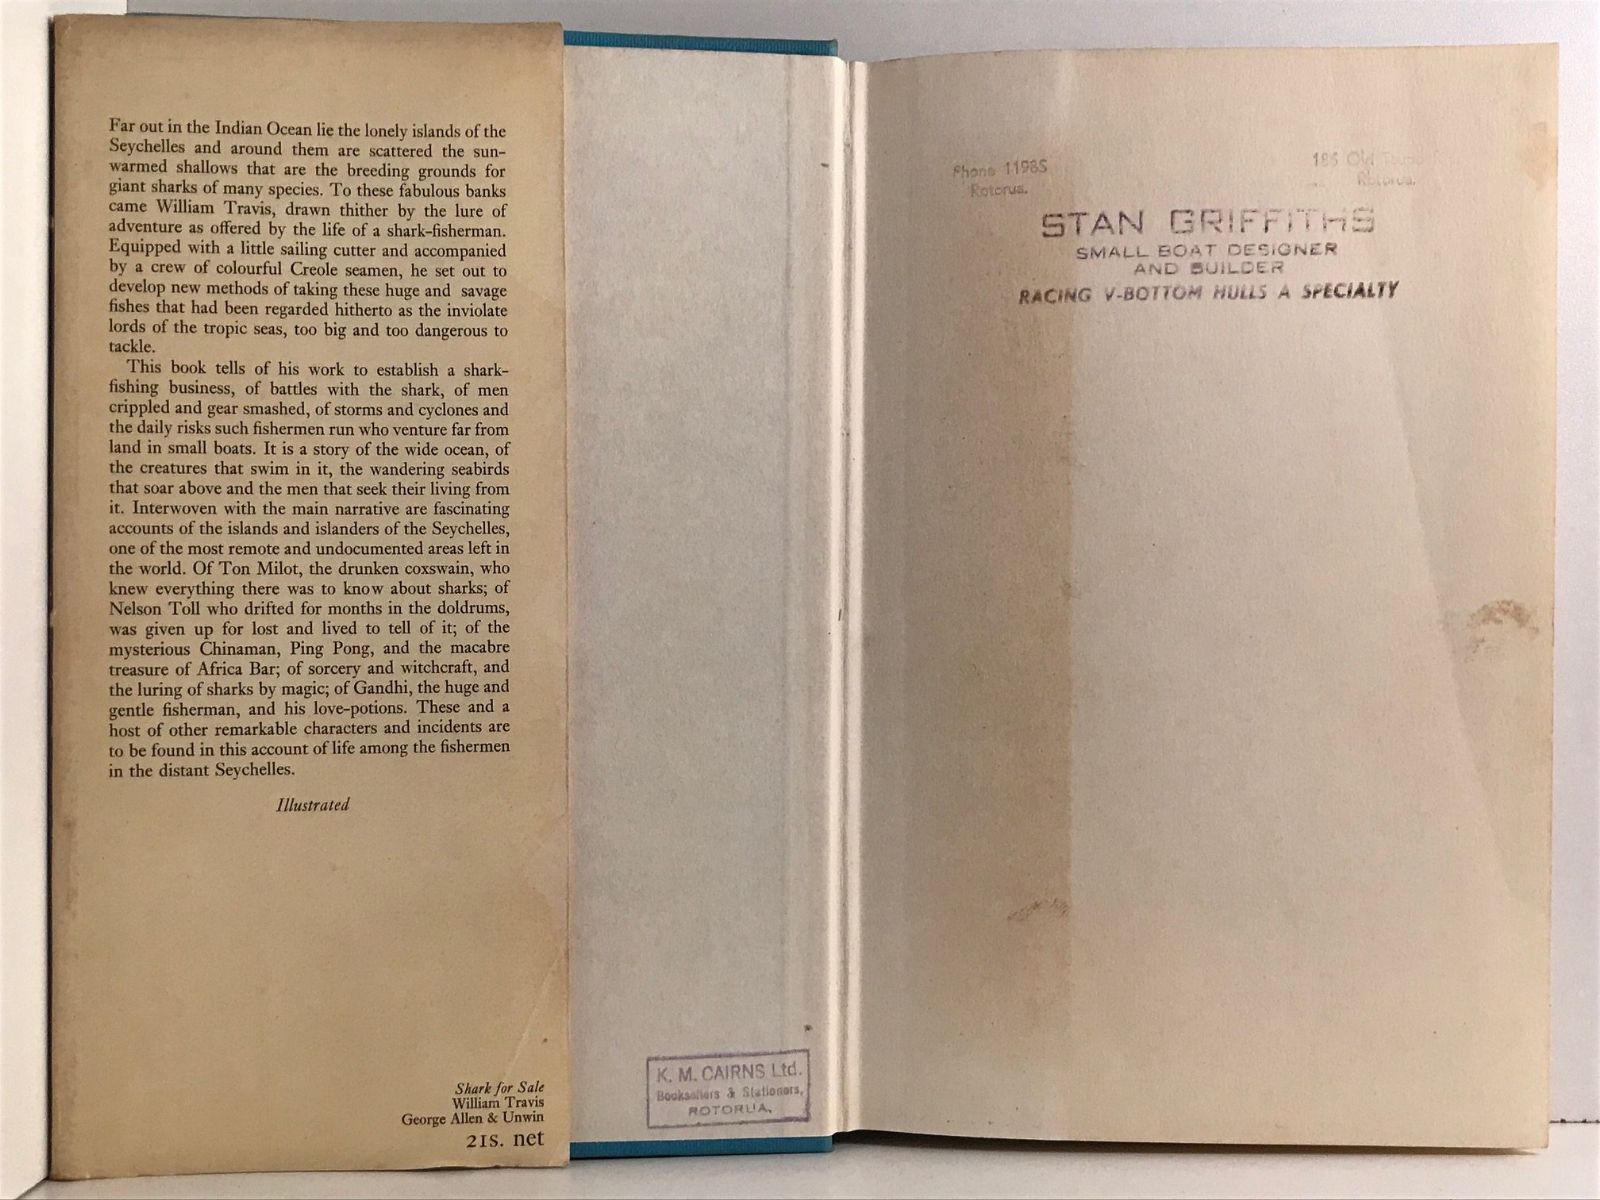 Far out in the Indian Ocean lie the lonely islands of the
Seychelles and around them are scattered the sun-
warmed shallows that are the breeding grounds for
giant sharks of many species. To these fabulous banks
came William Travis, drawn thither by the lure of
adventure as offered by the life of a shark-fisherman.
Equipped with a little sailing cutter and accompanied
by a crew of colourful Creole seamen, he set out to
develop new methods of taking these huge and savage
fishes that had been regarded hitherto as the inviolate
lords of the tropic seas, too big and too dangerous to
tackle.
This book tells of his work to establish a shark-
fishing business, of battles with the shark, of men
crippled and gear smashed, of storms and cyclones and
the daily risks such fishermen run who venture far from
land in small boats. It is a story of the wide ocean, of
the creatures that swim in it, the wandering seabirds
that soar above and the men that seek their living from
it. Interwoven with the main narrative are fascinating
accounts of the islands and islanders of the Seychelles,
one of the most remote and undocumented areas left in
the world. Of Ton Milot, the drunken coxswain, who
knew everything there was to know about sharks; of
Nelson Toll who drifted for months in the doldrums,
was given up for lost and lived to tell of it; of the
mysterious Chinaman, Ping Pong, and the macabre
treasure of Africa Bar; of sorcery and witchcraft, and
the luring of sharks by magic; of Gandhi, the huge and
gentle fisherman, and his love-potions. These and a
host of other remarkable characters and incidents are
to be found in this account of life among the fishermen
in the distant Seychelles.
Illustrated
Shark for Sale
William Travis
George Allen & Unwin
21s. net
K. M. CAIRNS Ltd.
Booksellers & Stationers,
ROTORUA.
Phone 1198S
Rotorua.
185 Old
Rotorua.
STAN GRIFFITHS
SMALL BOAT DESIGNER
AND BUILDER
RACING V-BOTTOM HULLS A SPECIALTY